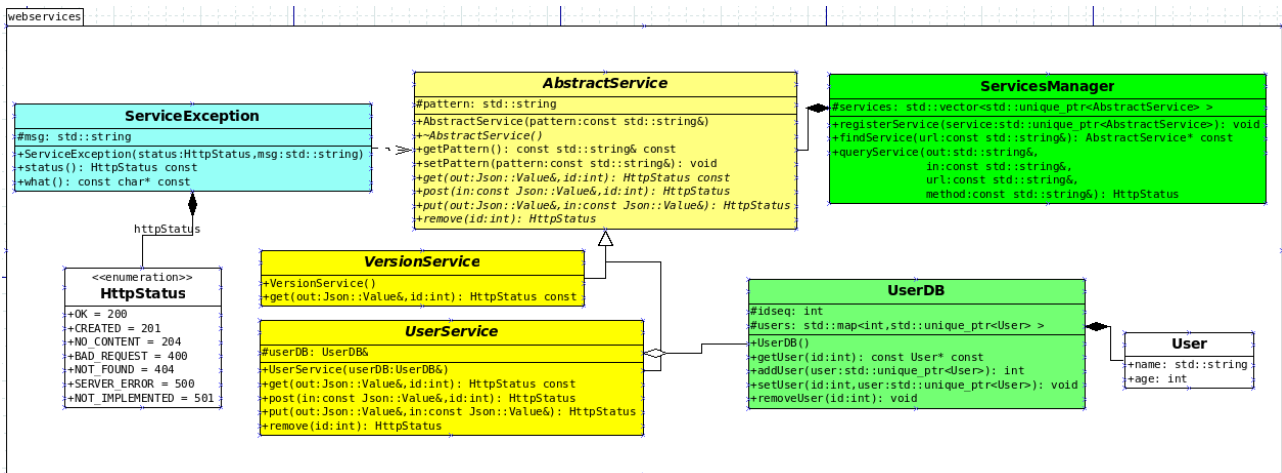 webservices
ServiceException
#msg: std::string
+ServiceException(status:HttpStatus,msg:std::string)
+status(): HttpStatus const
+what(): const char* const
httpStatus
<<enumeration>>
HttpStatus
+OK = 200
+CREATED = 201
+NO_CONTENT = 204
+BAD_REQUEST = 400
+NOT_FOUND = 404
+SERVER_ERROR = 500
+NOT_IMPLEMENTED = 501
AbstractService
#pattern: std::string
+AbstractService(pattern:const std::string&)
+~AbstractService()
+getPattern(): const std::string& const
+setPattern(pattern:const std::string&): void
+get(out:Json::Value&,id:int): HttpStatus const
+post(in:const Json::Value&,id:int): HttpStatus
+put(out:Json::Value&,in:const Json::Value&): HttpStatus
+remove(id:int): HttpStatus
ServicesManager
#services: std::vector<std::unique_ptr<AbstractService> >
+registerService(service:std::unique_ptr<AbstractService>): void
+findService(url:const std::string&): AbstractService* const
+queryService(out:std::string&,
in:const std::string&,
url:const std::string&,
method:const std::string&): HttpStatus
VersionService
+VersionService()
+get(out:Json::Value&,id:int): HttpStatus const
UserService
#userDB: UserDB&
+UserService(userDB:UserDB&)
+get(out:Json::Value&,id:int): HttpStatus const
+post(in:const Json::Value&,id:int): HttpStatus
+put(out:Json::Value&,in:const Json::Value&): HttpStatus
+remove(id:int): HttpStatus
UserDB
#idseq: int
#users: std::map<int,std::unique_ptr<User> >
+UserDB()
+getUser(id:int): const User* const
+addUser(user:std::unique_ptr<User>): int
+setUser(id:int,user:std::unique_ptr<User>): void
+removeUser(id:int): void
User
+name: std::string
+age: int